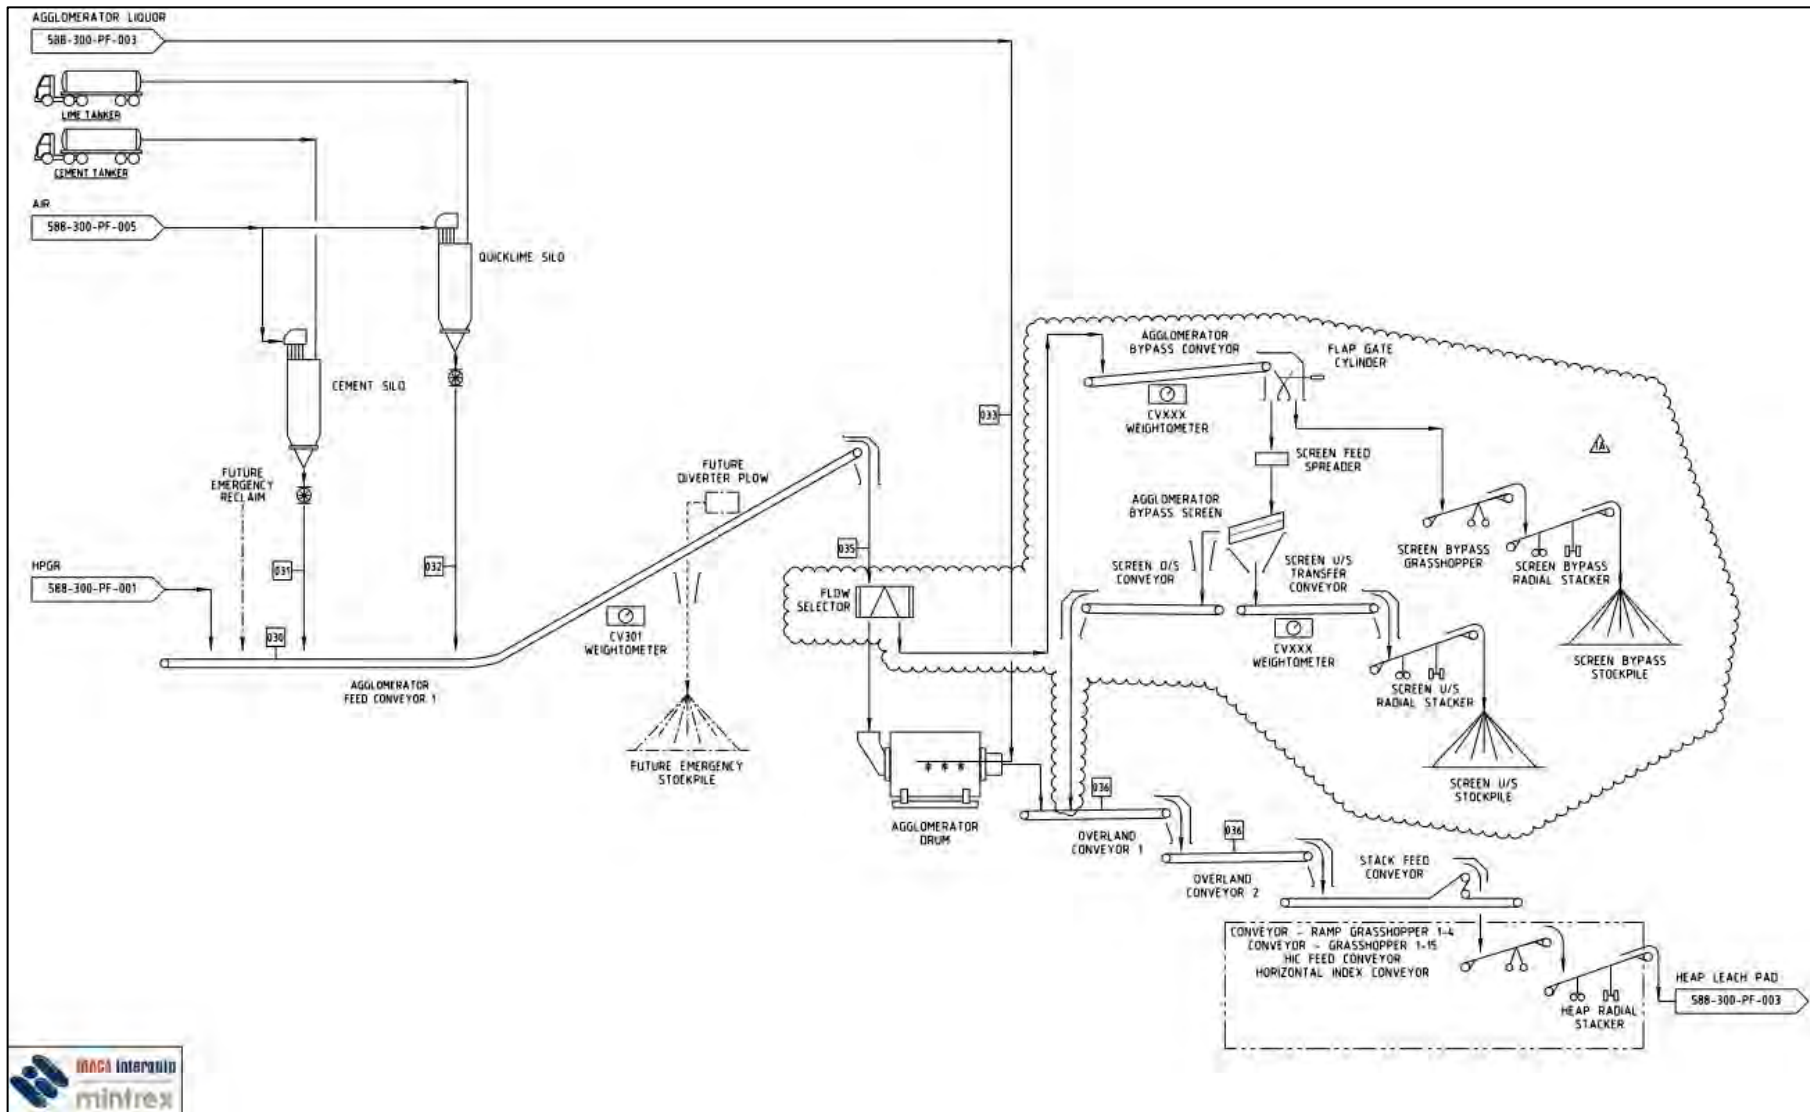 AGGLOMERATOR LIQUOR
588-300-PF-003
LIME TANKER
CEMENT TANKER
AIR
588-300-PF-005
QUICKLIME SILO
CEMENT SILO
FUTURE
EMERGENCY
RECLAIM
HPGR
588-300-PF-001
030
031
032
AGGLOMERATOR
FEED CONVEYOR 1
FUTURE
DIVERTER PLOW
CV301
WEIGHTOMETER
FUTURE EMERGENCY
STOCKPILE
033
035
FLOW
SELECTOR
AGGLOMERATOR
DRUM
AGGLOMERATOR
BYPASS CONVEYOR
FLAP GATE
CYLINDER
CVXXX
WEIGHTOMETER
SCREEN FEED
SPREADER
1A
AGGLOMERATOR
BYPASS SCREEN
SCREEN O/S
CONVEYOR
SCREEN U/S
TRANSFER
CONVEYOR
CVXXX
WEIGHTOMETER
SCREEN BYPASS
GRASSHOPPER
SCREEN BYPASS
RADIAL STACKER
SCREEN BYPASS
STOCKPILE
SCREEN U/S
RADIAL STACKER
SCREEN U/S
STOCKPILE
036
OVERLAND
CONVEYOR 1
036
OVERLAND
CONVEYOR 2
STACK FEED
CONVEYOR
CONVEYOR - RAMP GRASSHOPPER 1-4
CONVEYOR - GRASSHOPPER 1-15
HIC FEED CONVEYOR
HORIZONTAL INDEX CONVEYOR
HEAP RADIAL
STACKER
HEAP LEACH PAD
588-300-PF-003
MACA Interquip
mintrex